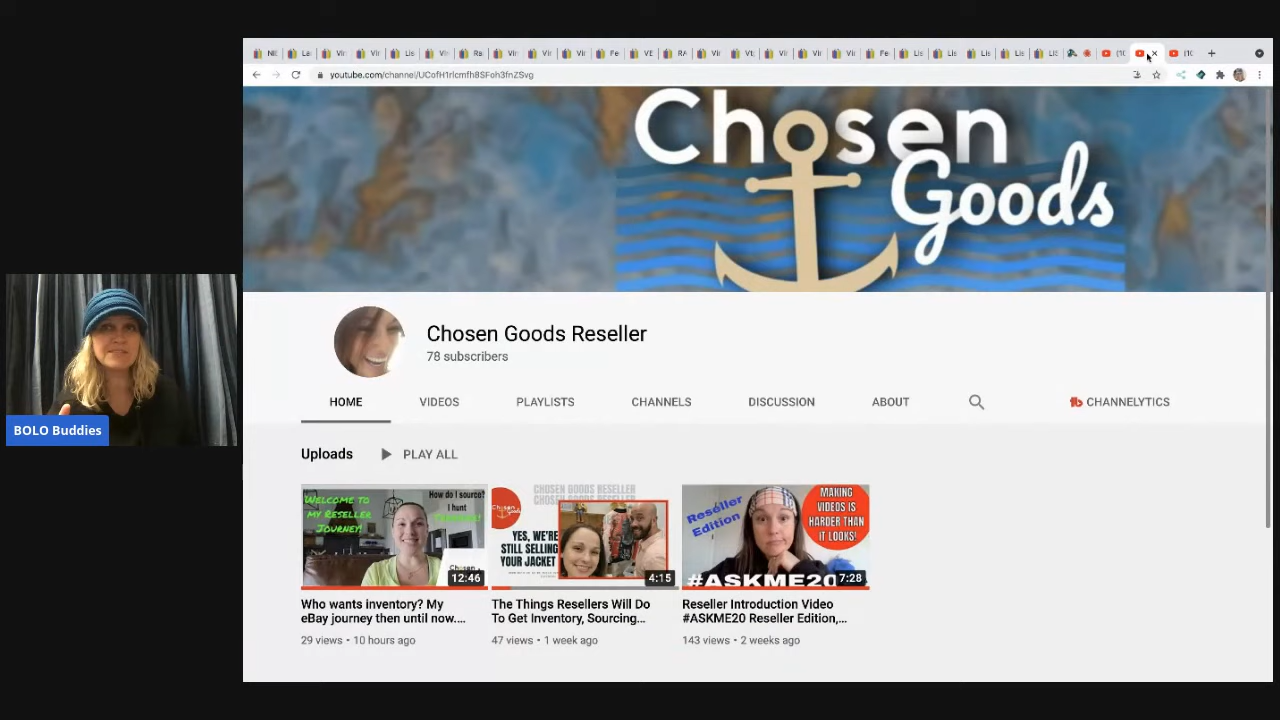 youtube.com/channel/UCofH1rlcmfh8SFoh3fnZSvg
Chosen
Goods
Chosen Goods Reseller
78 subscribers
HOME VIDEOS PLAYLISTS CHANNELS DISCUSSION ABOUT CHANNELYTICS
BOLO Buddies
Uploads PLAY ALL
WELCOME TO
MY RESELLER
JOURNEY!
How do I source?
I hunt
12:46
CHOSEN GOODS RESELLER
CHOSEN GOODS RESELLER
YES, WE'RE
STILL SELLING
YOUR JACKET
4:15
Reseller
Edition
MAKING
VIDEOS IS
HARDER THAN
IT LOOKS!
#ASKME20
7:28
Who wants inventory? My
eBay journey then until now....
29 views • 10 hours ago
The Things Resellers Will Do
To Get Inventory, Sourcing...
47 views • 1 week ago
Reseller Introduction Video
#ASKME20 Reseller Edition,...
143 views • 2 weeks ago